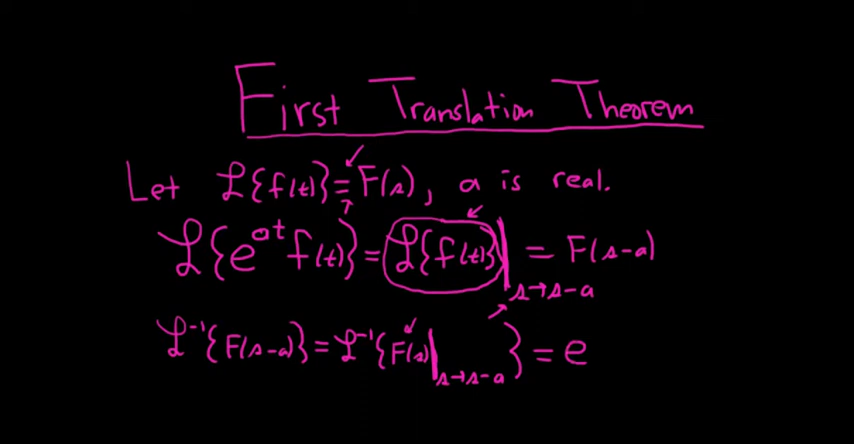 First Translation Theorem
Let ℒ{f(t)} = F(s), a is real.
ℒ{e^{at} f(t)} = ℒ{f(t)}|_{s→s-a} = F(s-a)
ℒ^{-1}{F(s-a)} = ℒ^{-1}{F(s)|_{s→s-a}} = e